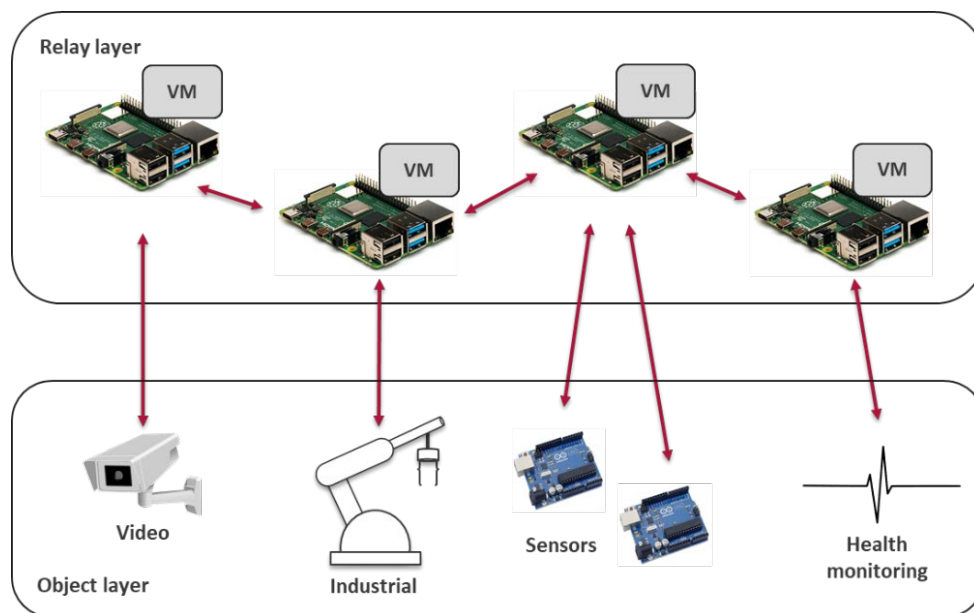 Relay layer
VM
VM
VM
VM
Video
Industrial
Sensors
Health
monitoring
Object layer